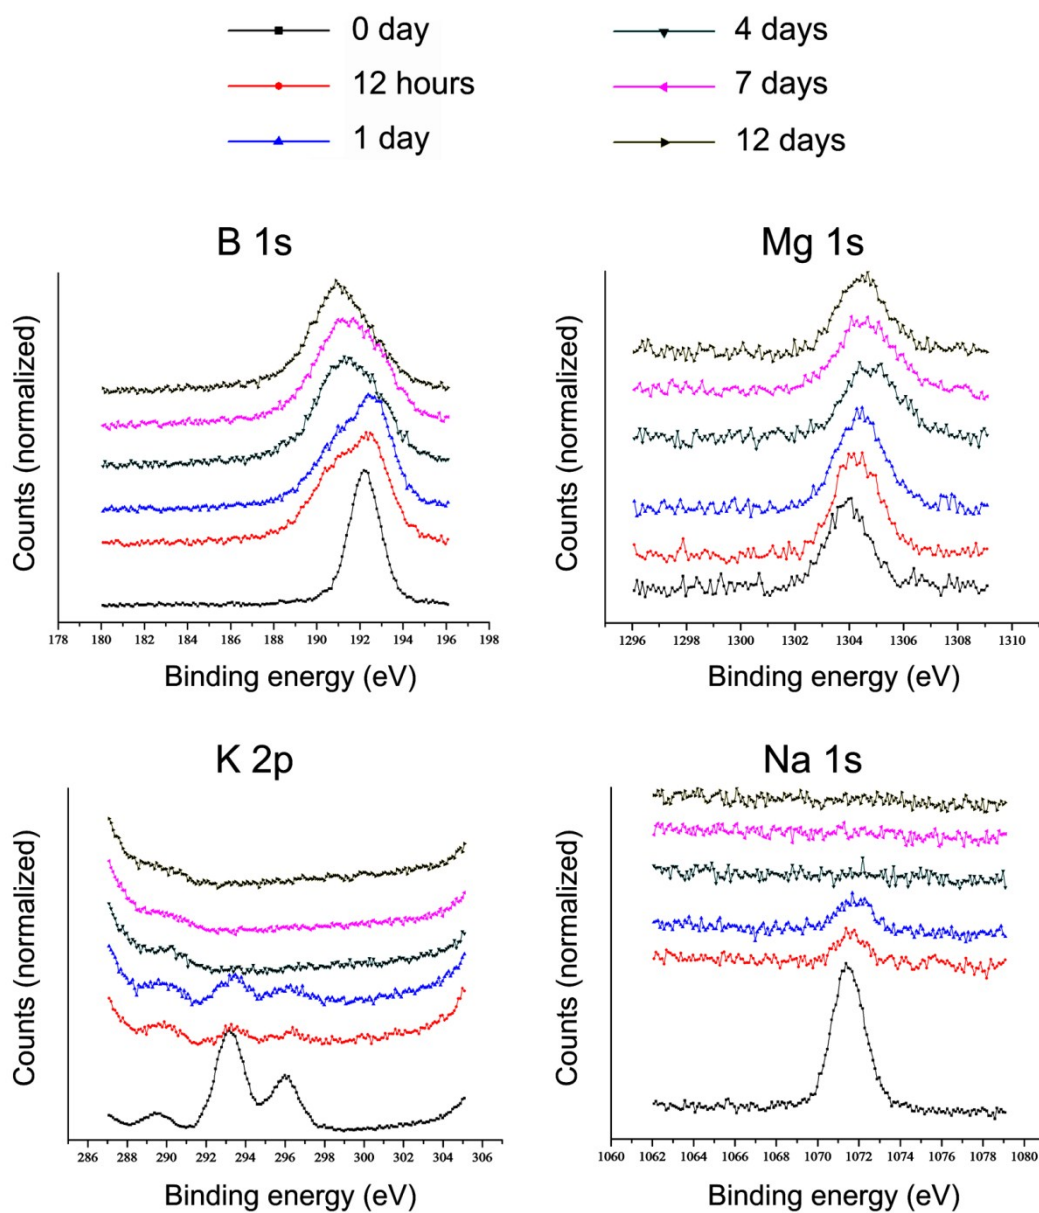 0 day
4 days
12 hours
7 days
1 day
12 days
B 1s
Mg 1s
Counts (normalized)
Counts (normalized)
178 180 182 184 186 188 190 192 194 196 198
1296 1298 1300 1302 1304 1306 1308 1310
Binding energy (eV)
Binding energy (eV)
K 2p
Na 1s
Counts (normalized)
Counts (normalized)
286 288 290 292 294 296 298 300 302 304 306
1060 1062 1064 1066 1068 1070 1072 1074 1076 1078 1080
Binding energy (eV)
Binding energy (eV)